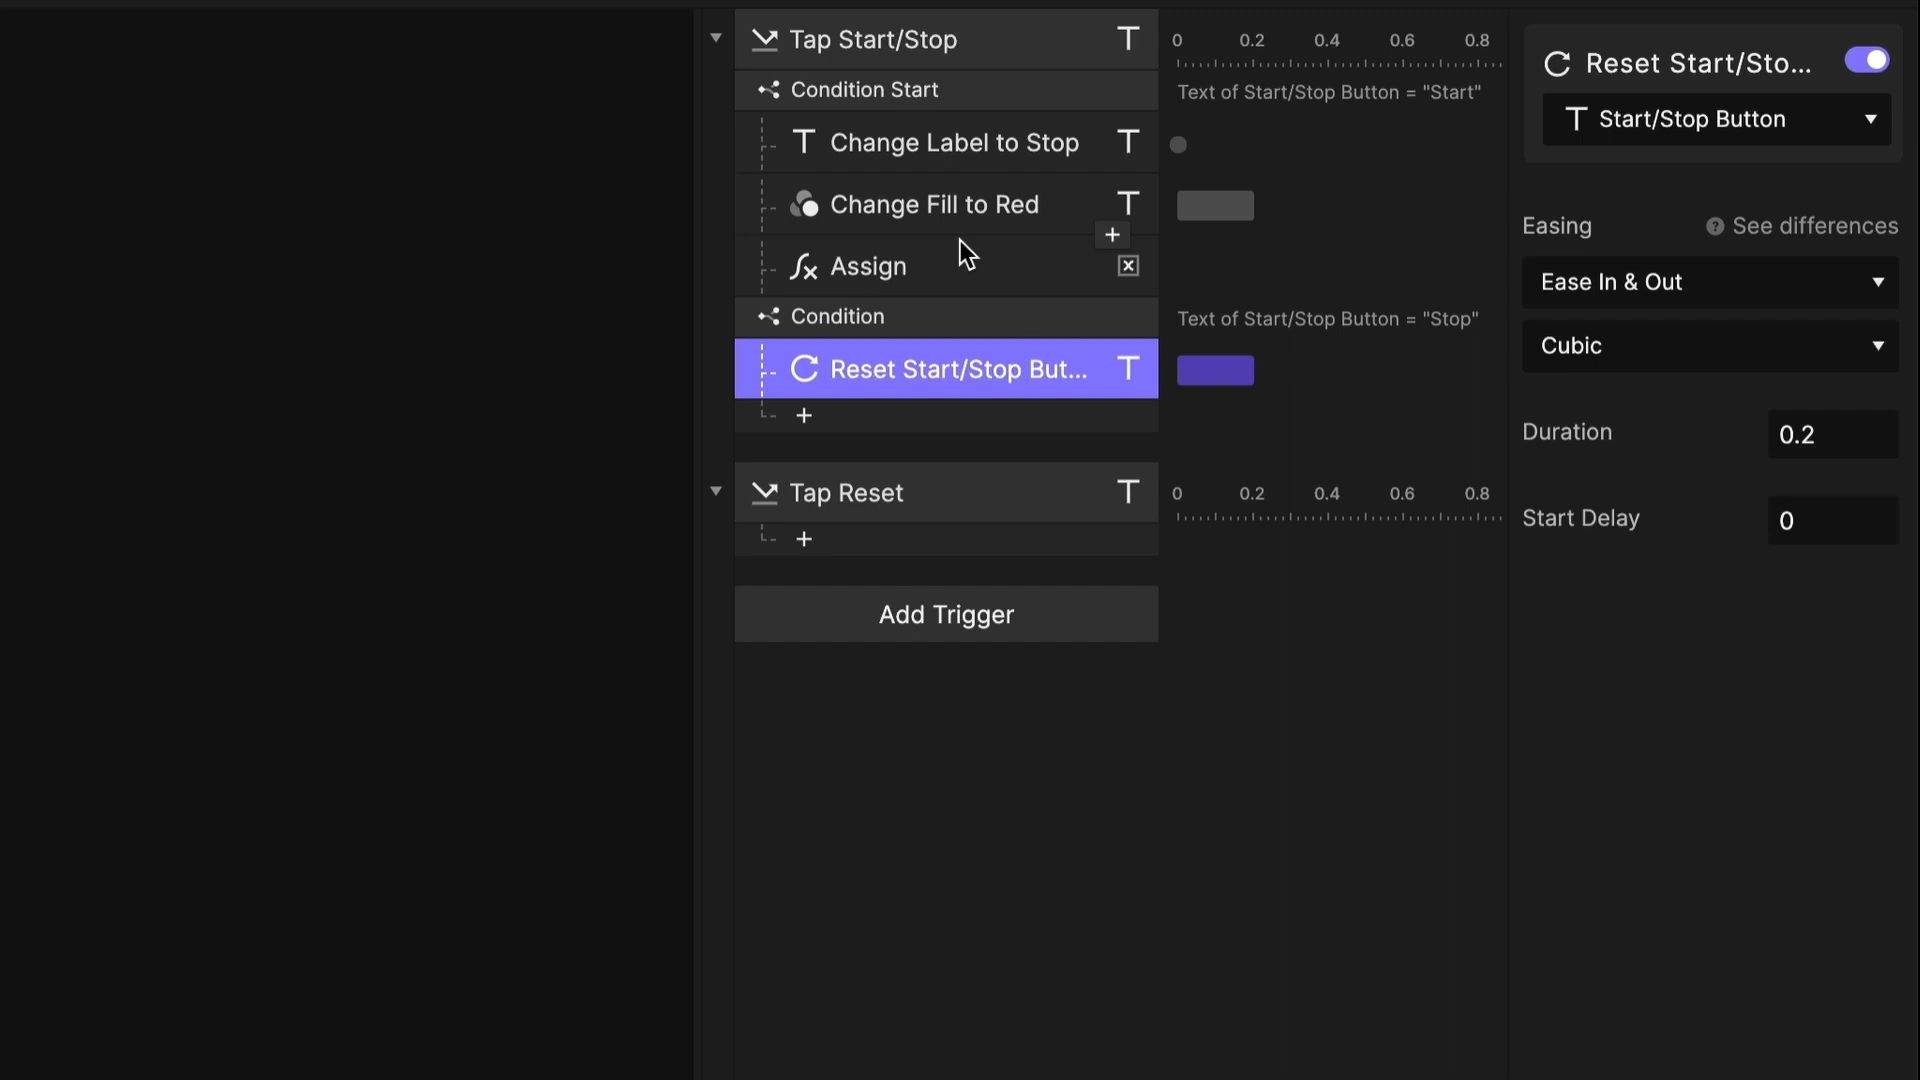 Tap Start/Stop
0 0.2 0.4 0.6 0.8
Condition Start
Text of Start/Stop Button = "Start"
Change Label to Stop
Change Fill to Red
Assign
Condition
Text of Start/Stop Button = "Stop"
Reset Start/Stop But...
Tap Reset
0 0.2 0.4 0.6 0.8
Add Trigger
Reset Start/Sto...
Start/Stop Button
Easing
See differences
Ease In & Out
Cubic
Duration 0.2
Start Delay 0